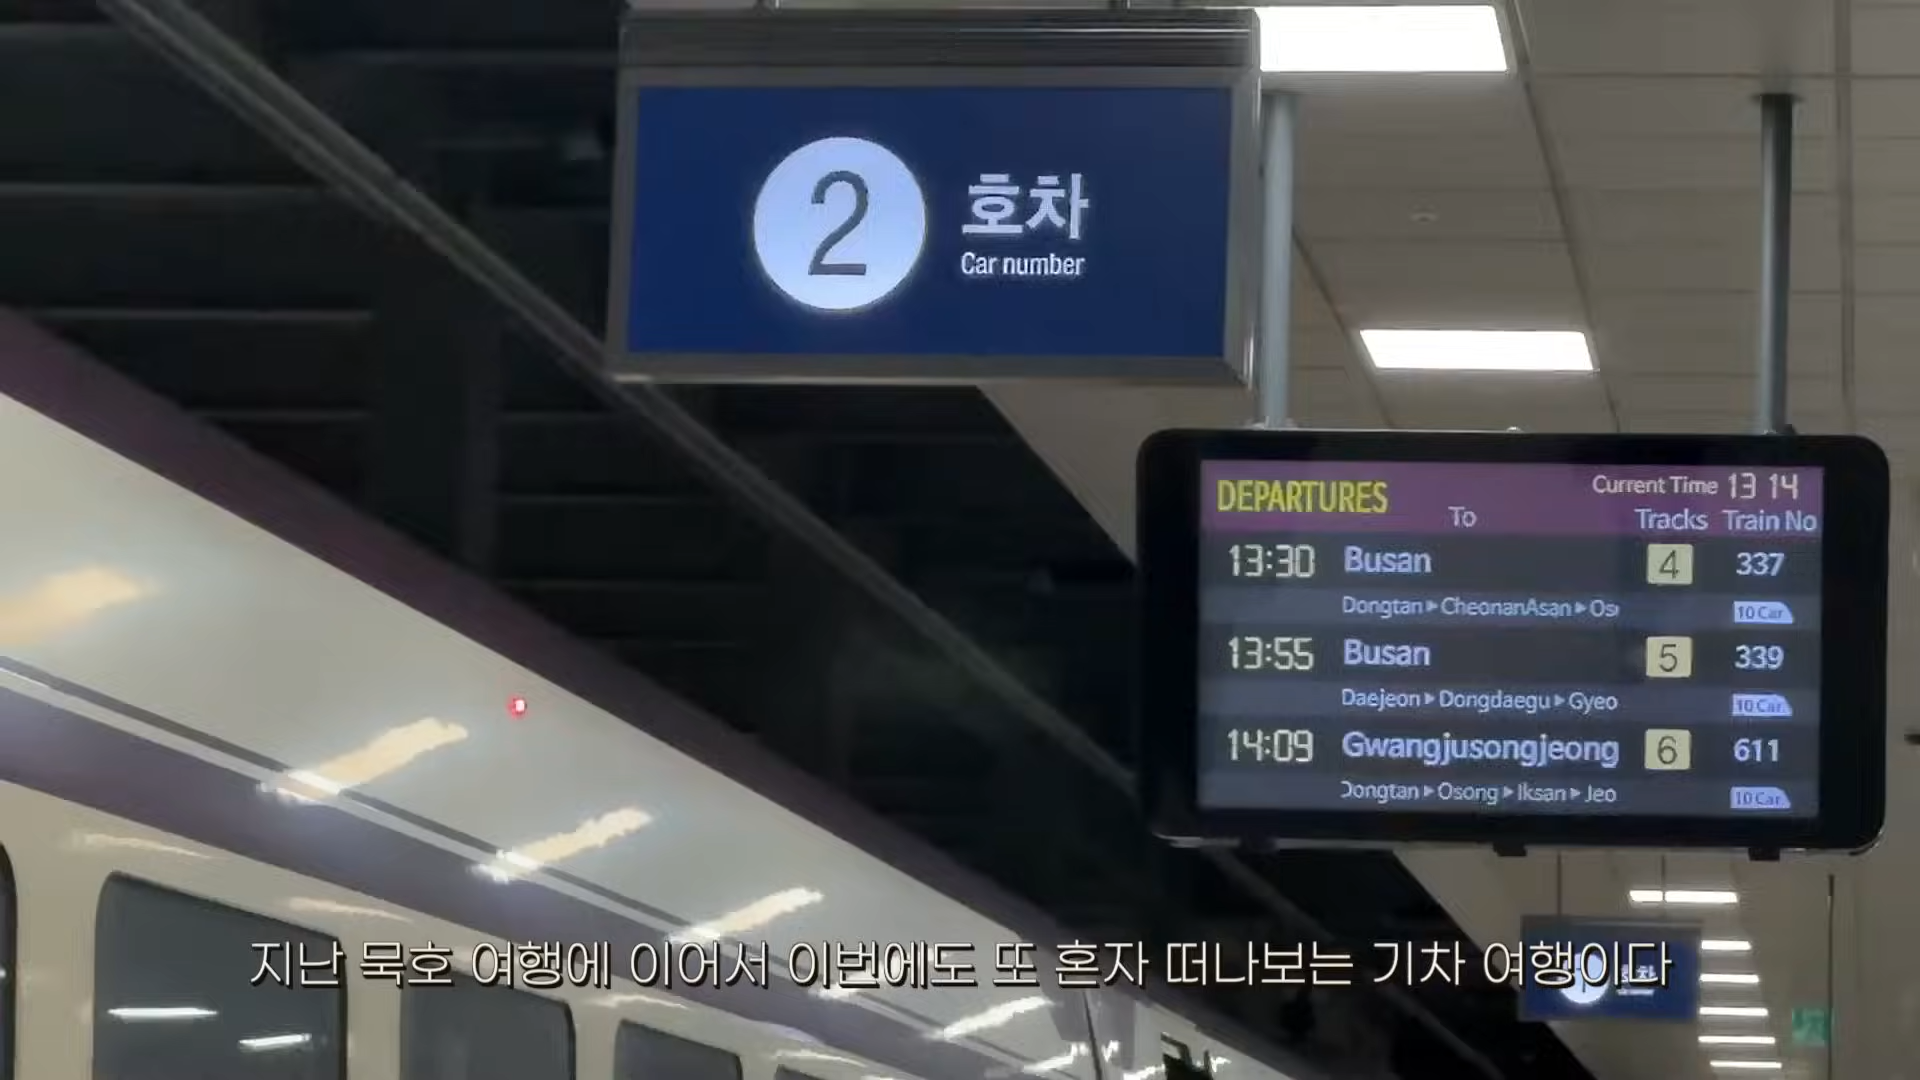 2 호차
Car number
DEPARTURES
Current Time 13 14
To Tracks Train No
13:30 Busan 4 337
Dongtan▶CheonanAsan▶Os
10 Car
13:55 Busan 5 339
Daejeon▶Dongdaegu▶Gyeo
10 Car
14:09 Gwangjusongjeong 6 611
Dongtan▶Osong▶Iksan▶Jeo
10 Car
지난 묵호 여행에 이어서 이번에도 또 혼자 떠나보는 기차 여행이다